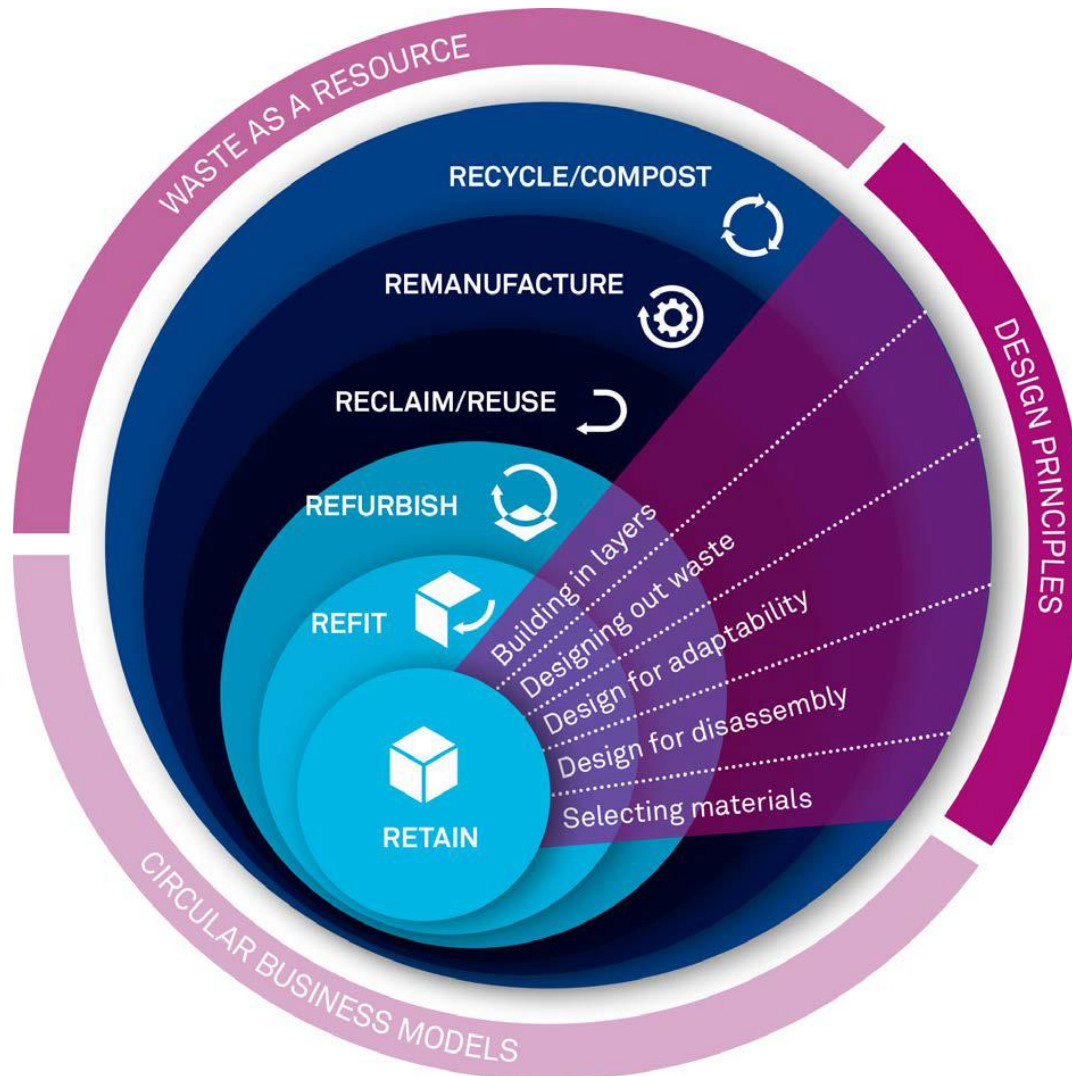 WASTE AS A RESOURCE
RECYCLE/COMPOST
REMANUFACTURE
RECLAIM/REUSE
REFURBISH
REFIT
RETAIN
Building in layers
Designing out waste
Design for adaptability
Design for disassembly
Selecting materials
DESIGN PRINCIPLES
CIRCULAR BUSINESS MODELS